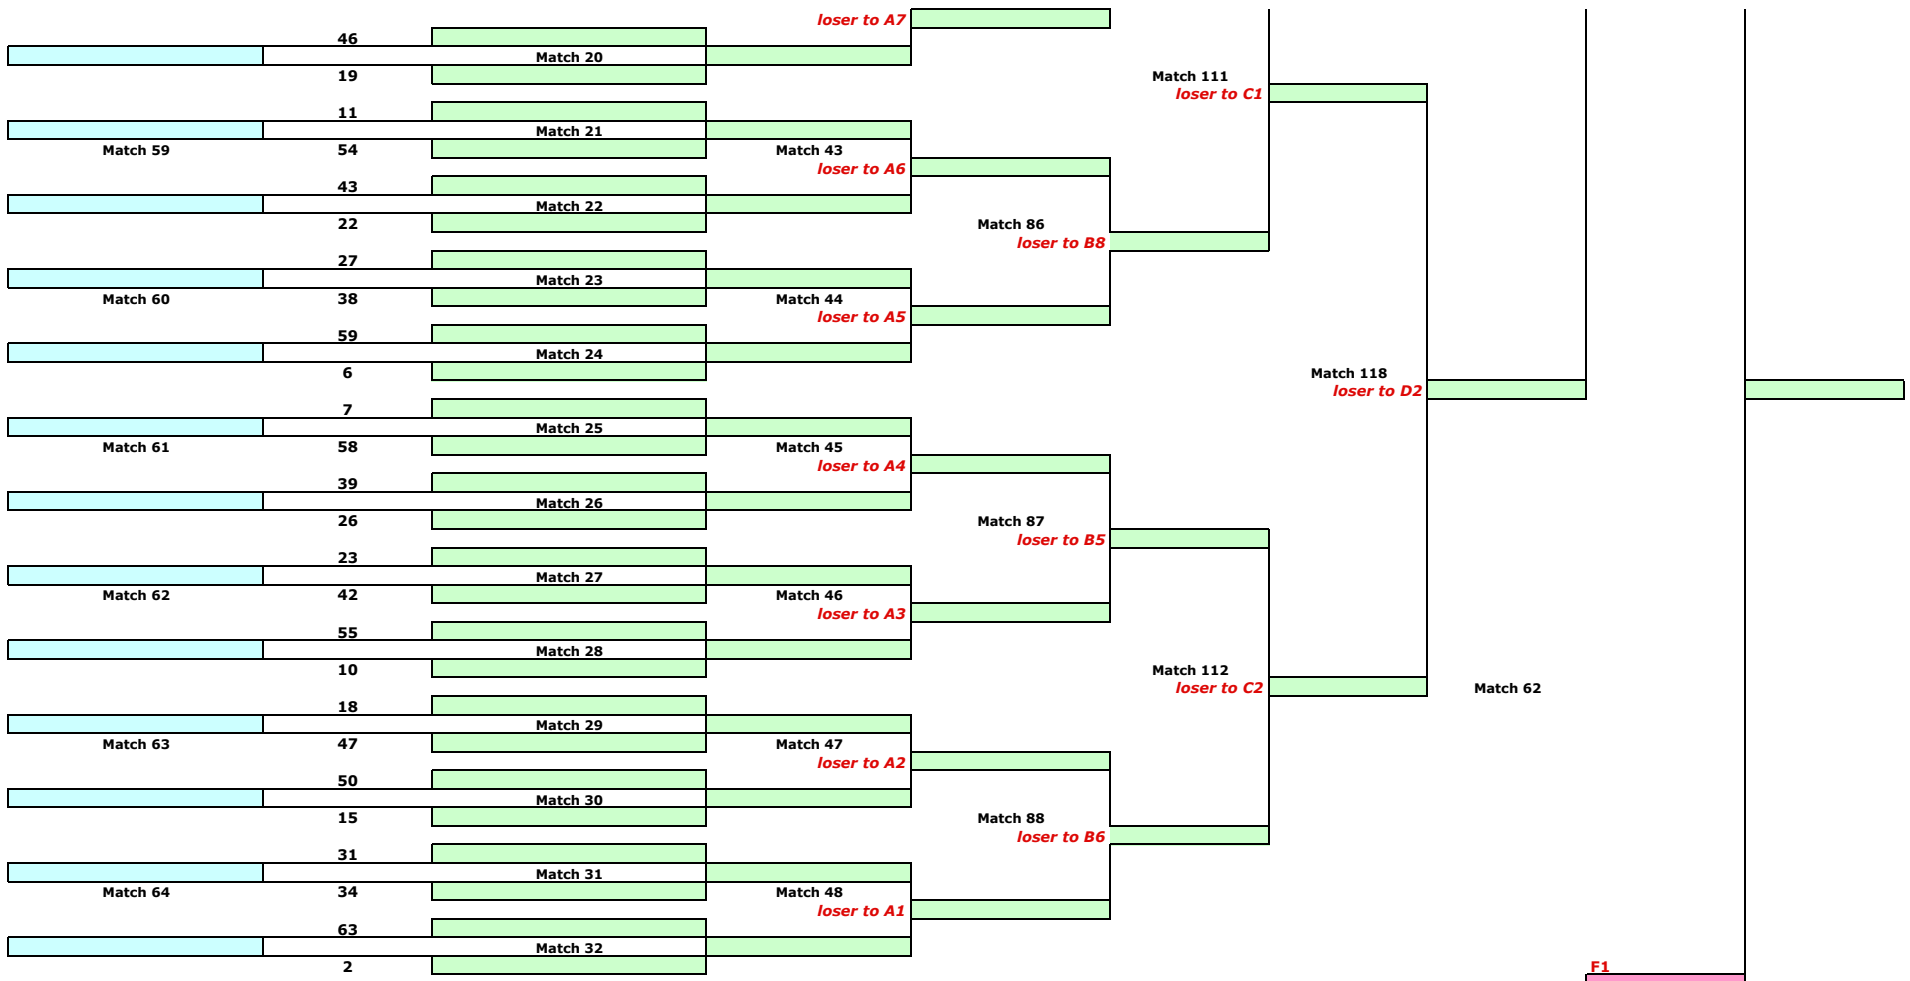 loser to A7
46
Match 20
19
Match 111
loser to C1
11
Match 21
Match 59
54
Match 43
loser to A6
43
Match 22
22
Match 86
loser to B8
27
Match 23
Match 60
38
Match 44
loser to A5
59
Match 24
6
Match 118
loser to D2
7
Match 25
Match 61
58
Match 45
loser to A4
39
Match 26
26
Match 87
loser to B5
23
Match 27
Match 62
42
Match 46
loser to A3
55
Match 28
10
Match 112
loser to C2
Match 62
18
Match 29
Match 63
47
Match 47
loser to A2
50
Match 30
15
Match 88
loser to B6
31
Match 31
Match 64
34
Match 48
loser to A1
63
Match 32
2
F1